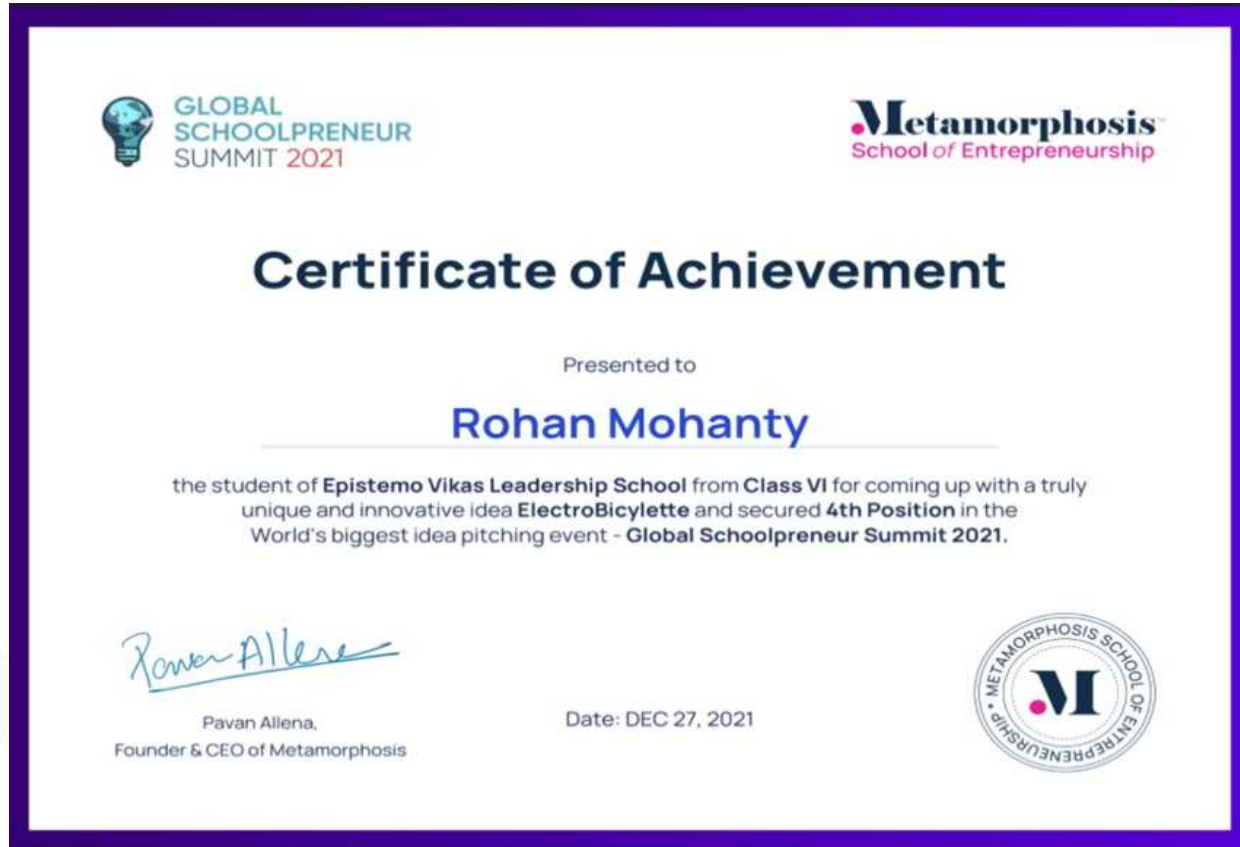 GLOBAL
SCHOOLPRENEUR
SUMMIT 2021
Metamorphosis™
School of Entrepreneurship
Certificate of Achievement
Presented to
Rohan Mohanty
the student of Epistemo Vikas Leadership School from Class VI for coming up with a truly
unique and innovative idea ElectroBicylette and secured 4th Position in the
World's biggest idea pitching event - Global Schoolpreneur Summit 2021.
Pavan Allena
Pavan Allena,
Founder & CEO of Metamorphosis
Date: DEC 27, 2021
METAMORPHOSIS SCHOOL OF ENTREPRENEURSHIP •
M